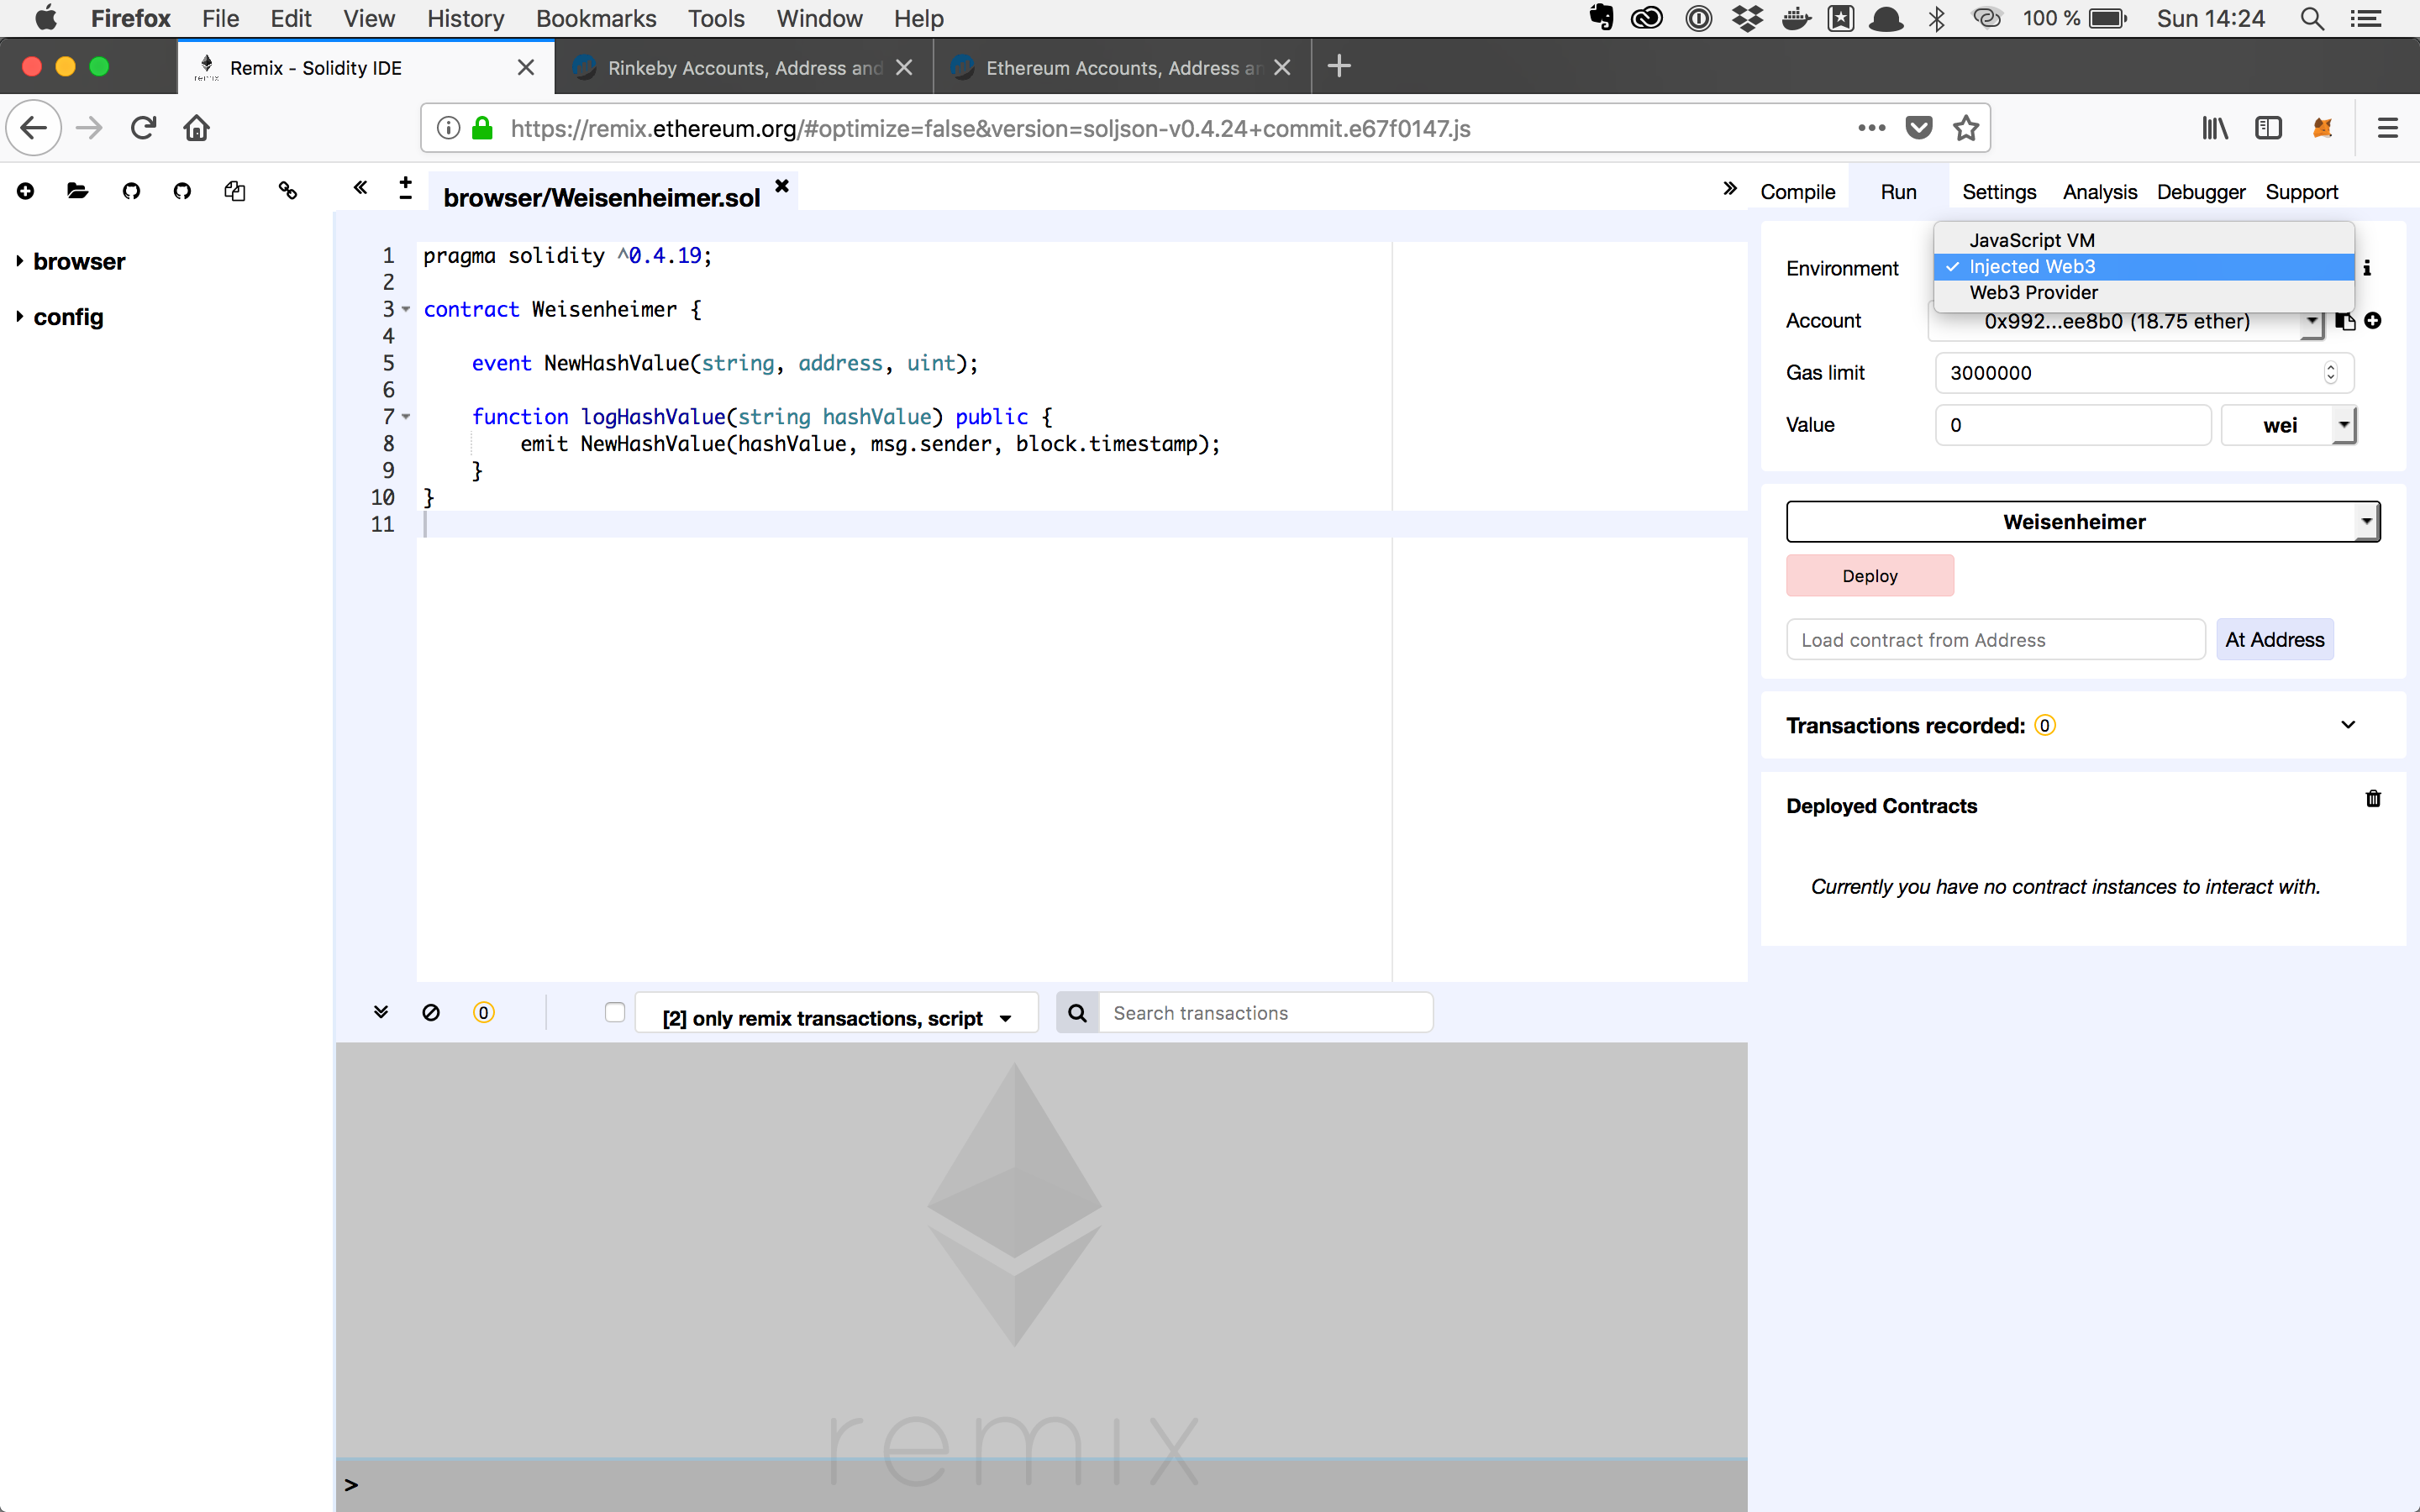 Firefox File Edit View History Bookmarks Tools Window Help 100 % Sun 14:24
remix Remix - Solidity IDE Rinkeby Accounts, Address and Ethereum Accounts, Address an
https://remix.ethereum.org/#optimize=false&version=soljson-v0.4.24+commit.e67f0147.js
browser/Weisenheimer.sol
Compile Run Settings Analysis Debugger Support
browser
config
1 pragma solidity ^0.4.19;
2
3 contract Weisenheimer {
4
5 event NewHashValue(string, address, uint);
6
7 function logHashValue(string hashValue) public {
8 emit NewHashValue(hashValue, msg.sender, block.timestamp);
9 }
10 }
11
JavaScript VM
Environment Injected Web3
Web3 Provider
Account 0x992...ee8b0 (18.75 ether)
Gas limit 3000000
Value 0 wei
Weisenheimer
Deploy
Load contract from Address At Address
Transactions recorded: 0
Deployed Contracts
Currently you have no contract instances to interact with.
0 [2] only remix transactions, script Search transactions
remix
>